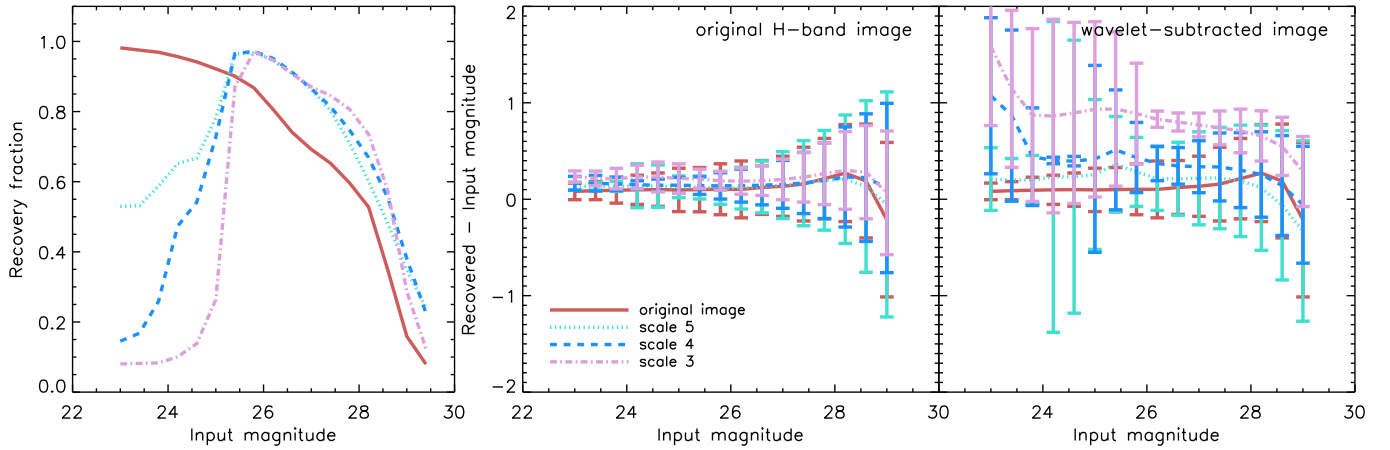 Recovery fraction
1.0
0.8
0.6
0.4
0.2
0.0
22 24 26 28 30
Input magnitude
Recovered − Input magnitude
2
1
0
−1
−2
original H−band image
original image
scale 5
scale 4
scale 3
22 24 26 28 30
Input magnitude
wavelet−subtracted image
24 26 28 30
Input magnitude